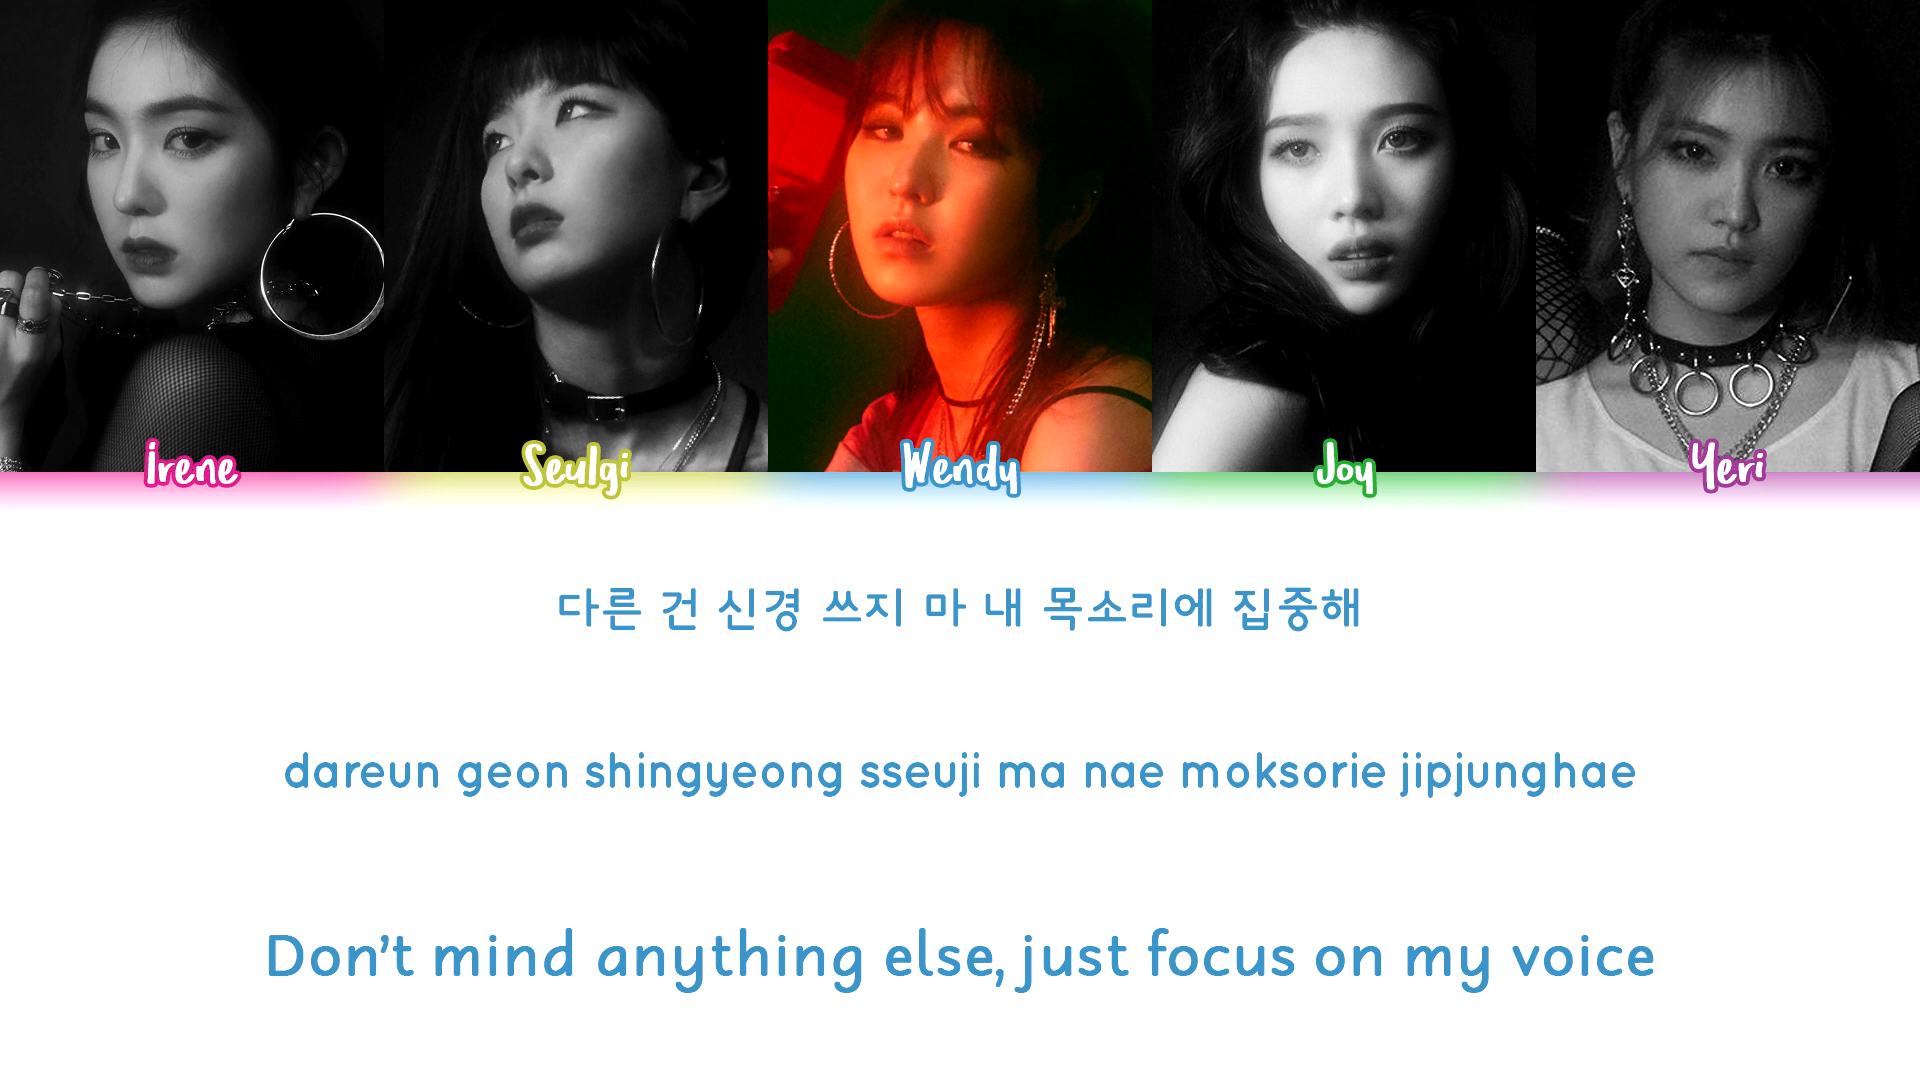 Irene
Seulgi
Wendy
Joy
Yeri
다른 건 신경 쓰지 마 내 목소리에 집중해
dareun geon shingyeong sseuji ma nae moksorie jipjunghae
Don't mind anything else, just focus on my voice